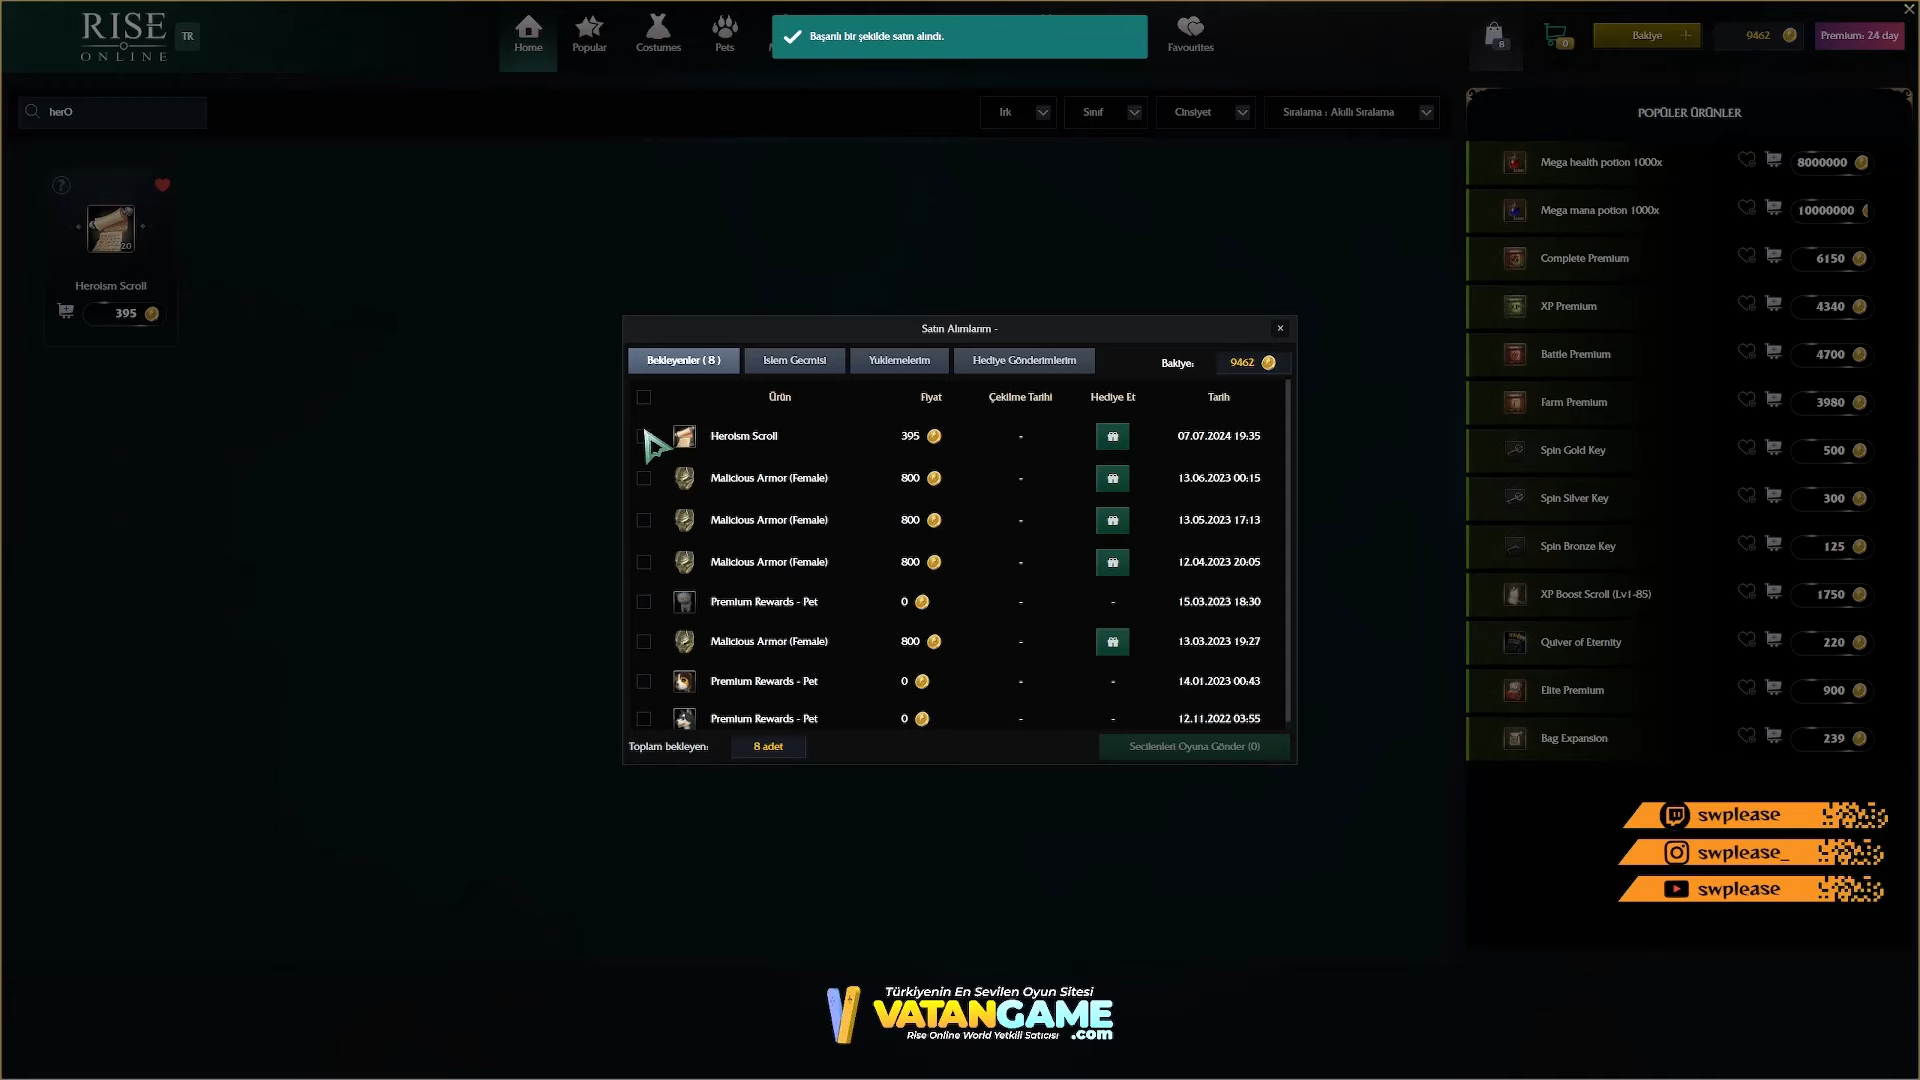 RISE
ONLINE
TR
Home
Popular
Costumes
Pets
Başarılı bir şekilde satın alındı.
Favourites
8
0
Bakiye
9462
Premium: 24 day
herO
Irk
Sınıf
Cinsiyet
Sıralama : Akıllı Sıralama
POPÜLER ÜRÜNLER
20
Heroism Scroll
395
Satın Alımlarım -
Bekleyenler ( 8 )
İslem Gecmisi
Yuklemelerim
Hediye Gönderimlerim
Bakiye:
9462
Ürün
Fiyat
Çekilme Tarihi
Hediye Et
Tarih
Heroism Scroll 395 - 07.07.2024 19:35
Malicious Armor (Female) 800 - 13.06.2023 00:15
Malicious Armor (Female) 800 - 13.05.2023 17:13
Malicious Armor (Female) 800 - 12.04.2023 20:05
Premium Rewards - Pet 0 - - 15.03.2023 18:30
Malicious Armor (Female) 800 - 13.03.2023 19:27
Premium Rewards - Pet 0 - - 14.01.2023 00:43
Premium Rewards - Pet 0 - - 12.11.2022 03:55
Toplam bekleyen:
8 adet
Secilenleri Oyuna Gönder (0)
Mega health potion 1000x 8000000
Mega mana potion 1000x 10000000
Complete Premium 6150
XP Premium 4340
Battle Premium 4700
Farm Premium 3980
Spin Gold Key 500
Spin Silver Key 300
Spin Bronze Key 125
XP Boost Scroll (Lv1-85) 1750
Quiver of Eternity 220
Elite Premium 900
Bag Expansion 239
swplease
swplease_
swplease
Türkiyenin En Sevilen Oyun Sitesi
VATANGAME
Rise Online World Yetkili Satıcısı .com